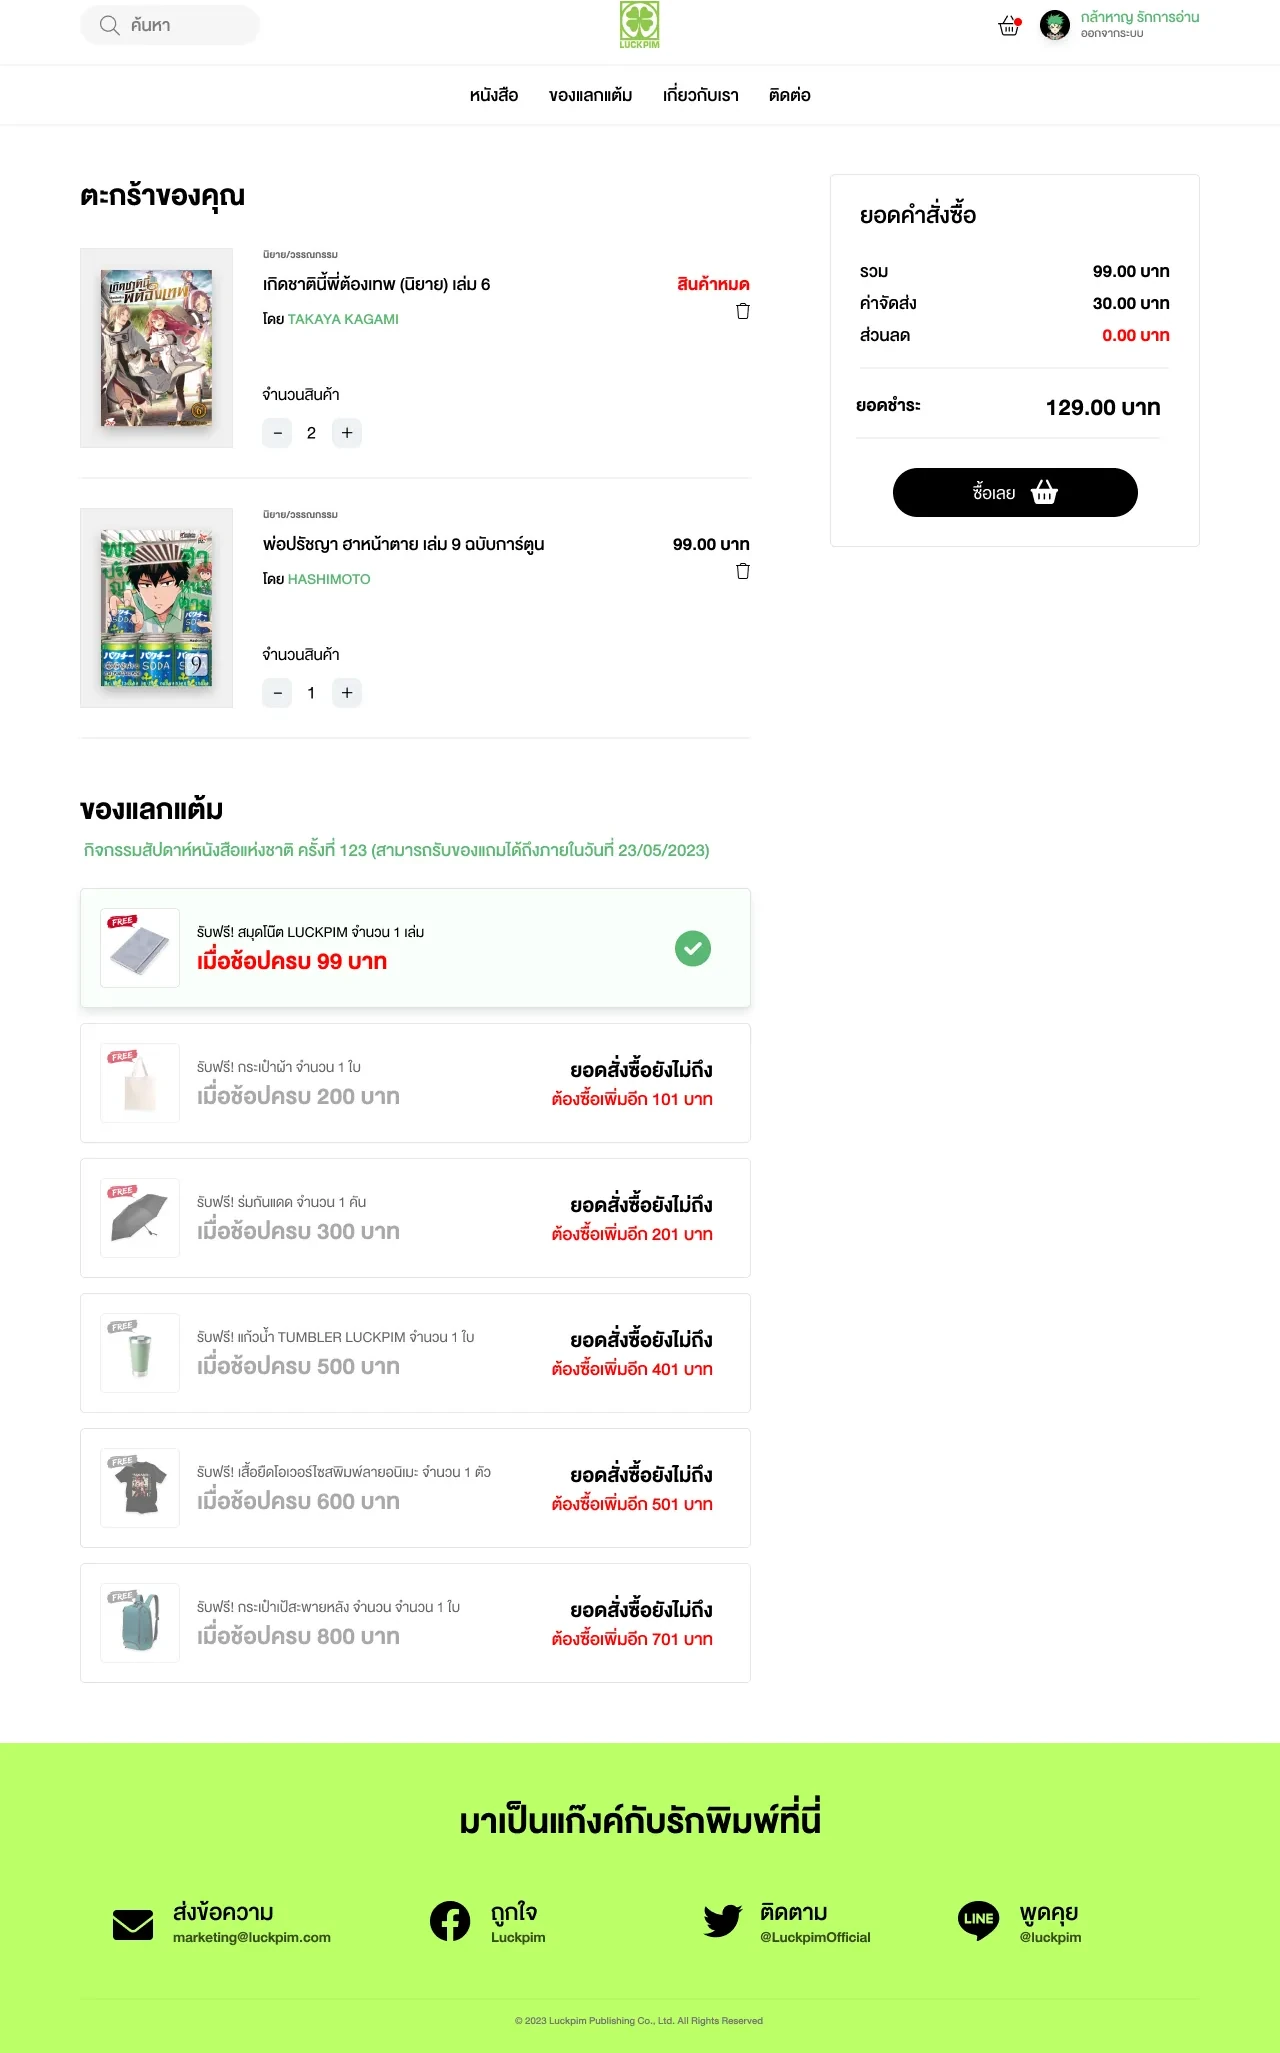 ค้นหา
LUCKPIM
กล้าหาญ รักการอ่าน
ออกจากระบบ
หนังสือ
ของแลกแต้ม
เกี่ยวกับเรา
ติดต่อ
ตะกร้าของคุณ
นิยาย/วรรณกรรม
เกิดชาตินี้พี่ต้องเทพ (นิยาย) เล่ม 6
สินค้าหมด
โดย TAKAYA KAGAMI
จำนวนสินค้า
- 2 +
เกิดชาตินี้
พี่ต้องเทพ
6
นิยาย/วรรณกรรม
พ่อปรัชญา ฮาหน้าตาย เล่ม 9 ฉบับการ์ตูน
99.00 บาท
โดย HASHIMOTO
จำนวนสินค้า
- 1 +
SODA
9
ยอดคำสั่งซื้อ
รวม 99.00 บาท
ค่าจัดส่ง 30.00 บาท
ส่วนลด 0.00 บาท
ยอดชำระ 129.00 บาท
ซื้อเลย
ของแลกแต้ม
กิจกรรมสัปดาห์หนังสือแห่งชาติ ครั้งที่ 123 (สามารถรับของแถมได้ถึงภายในวันที่ 23/05/2023)
FREE
รับฟรี! สมุดโน๊ต LUCKPIM จำนวน 1 เล่ม
เมื่อช้อปครบ 99 บาท
FREE
รับฟรี! กระเป๋าผ้า จำนวน 1 ใบ
เมื่อช้อปครบ 200 บาท
ยอดสั่งซื้อยังไม่ถึง
ต้องซื้อเพิ่มอีก 101 บาท
FREE
รับฟรี! ร่มกันแดด จำนวน 1 คัน
เมื่อช้อปครบ 300 บาท
ยอดสั่งซื้อยังไม่ถึง
ต้องซื้อเพิ่มอีก 201 บาท
FREE
รับฟรี! แก้วน้ำ TUMBLER LUCKPIM จำนวน 1 ใบ
เมื่อช้อปครบ 500 บาท
ยอดสั่งซื้อยังไม่ถึง
ต้องซื้อเพิ่มอีก 401 บาท
FREE
รับฟรี! เสื้อยืดโอเวอร์ไซสพิมพ์ลายอนิเมะ จำนวน 1 ตัว
เมื่อช้อปครบ 600 บาท
ยอดสั่งซื้อยังไม่ถึง
ต้องซื้อเพิ่มอีก 501 บาท
FREE
รับฟรี! กระเป๋าเป้สะพายหลัง จำนวน จำนวน 1 ใบ
เมื่อช้อปครบ 800 บาท
ยอดสั่งซื้อยังไม่ถึง
ต้องซื้อเพิ่มอีก 701 บาท
มาเป็นแก๊งค์กับรักพิมพ์ที่นี่
ส่งข้อความ
marketing@luckpim.com
ถูกใจ
Luckpim
ติดตาม
@LuckpimOfficial
LINE
พูดคุย
@luckpim
© 2023 Luckpim Publishing Co., Ltd. All Rights Reserved